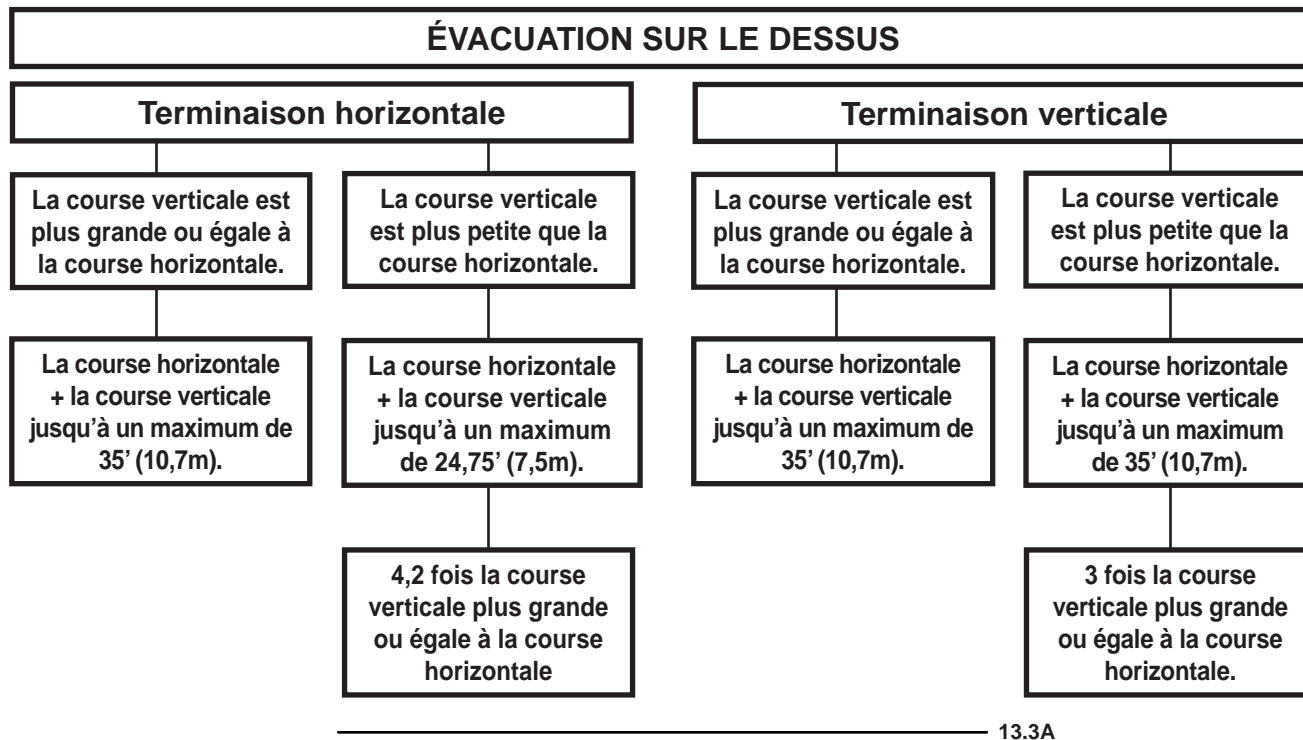 ÉVACUATION SUR LE DESSUS
Terminaison horizontale
La course verticale est
plus grande ou égale à
la course horizontale.
La course horizontale
+ la course verticale
jusqu'à un maximum de
35' (10,7m).
La course verticale
est plus petite que la
course horizontale.
La course horizontale
+ la course verticale
jusqu'à un maximum
de 24,75' (7,5m).
4,2 fois la course
verticale plus grande
ou égale à la course
horizontale
Terminaison verticale
La course verticale est
plus grande ou égale à
la course horizontale.
La course horizontale
+ la course verticale
jusqu'à un maximum de
35' (10,7m).
La course verticale
est plus petite que la
course horizontale.
La course horizontale
+ la course verticale
jusqu'à un maximum
de 35' (10,7m).
3 fois la course
verticale plus grande
ou égale à la course
horizontale.
13.3A